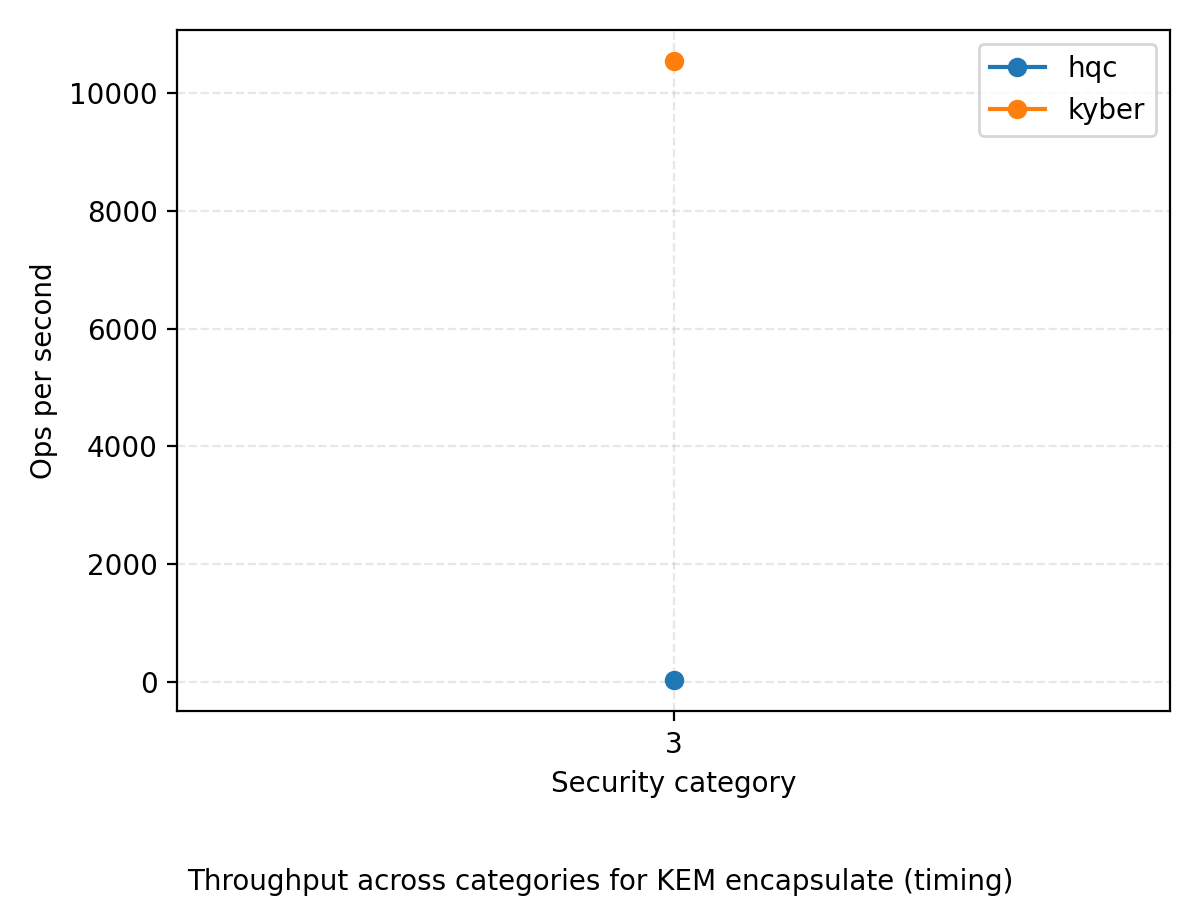 hqc
kyber
10000
8000
6000
4000
2000
0
Ops per second
3
Security category
Throughput across categories for KEM encapsulate (timing)